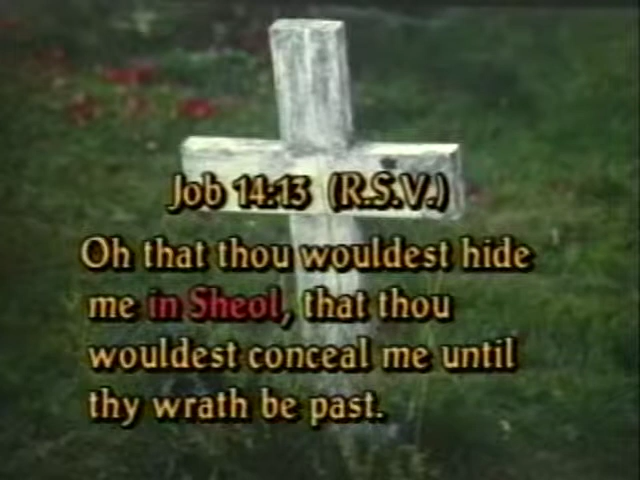 Job 14:13 (R.S.V.)
Oh that thou wouldest hide
me in Sheol, that thou
wouldest conceal me until
thy wrath be past.